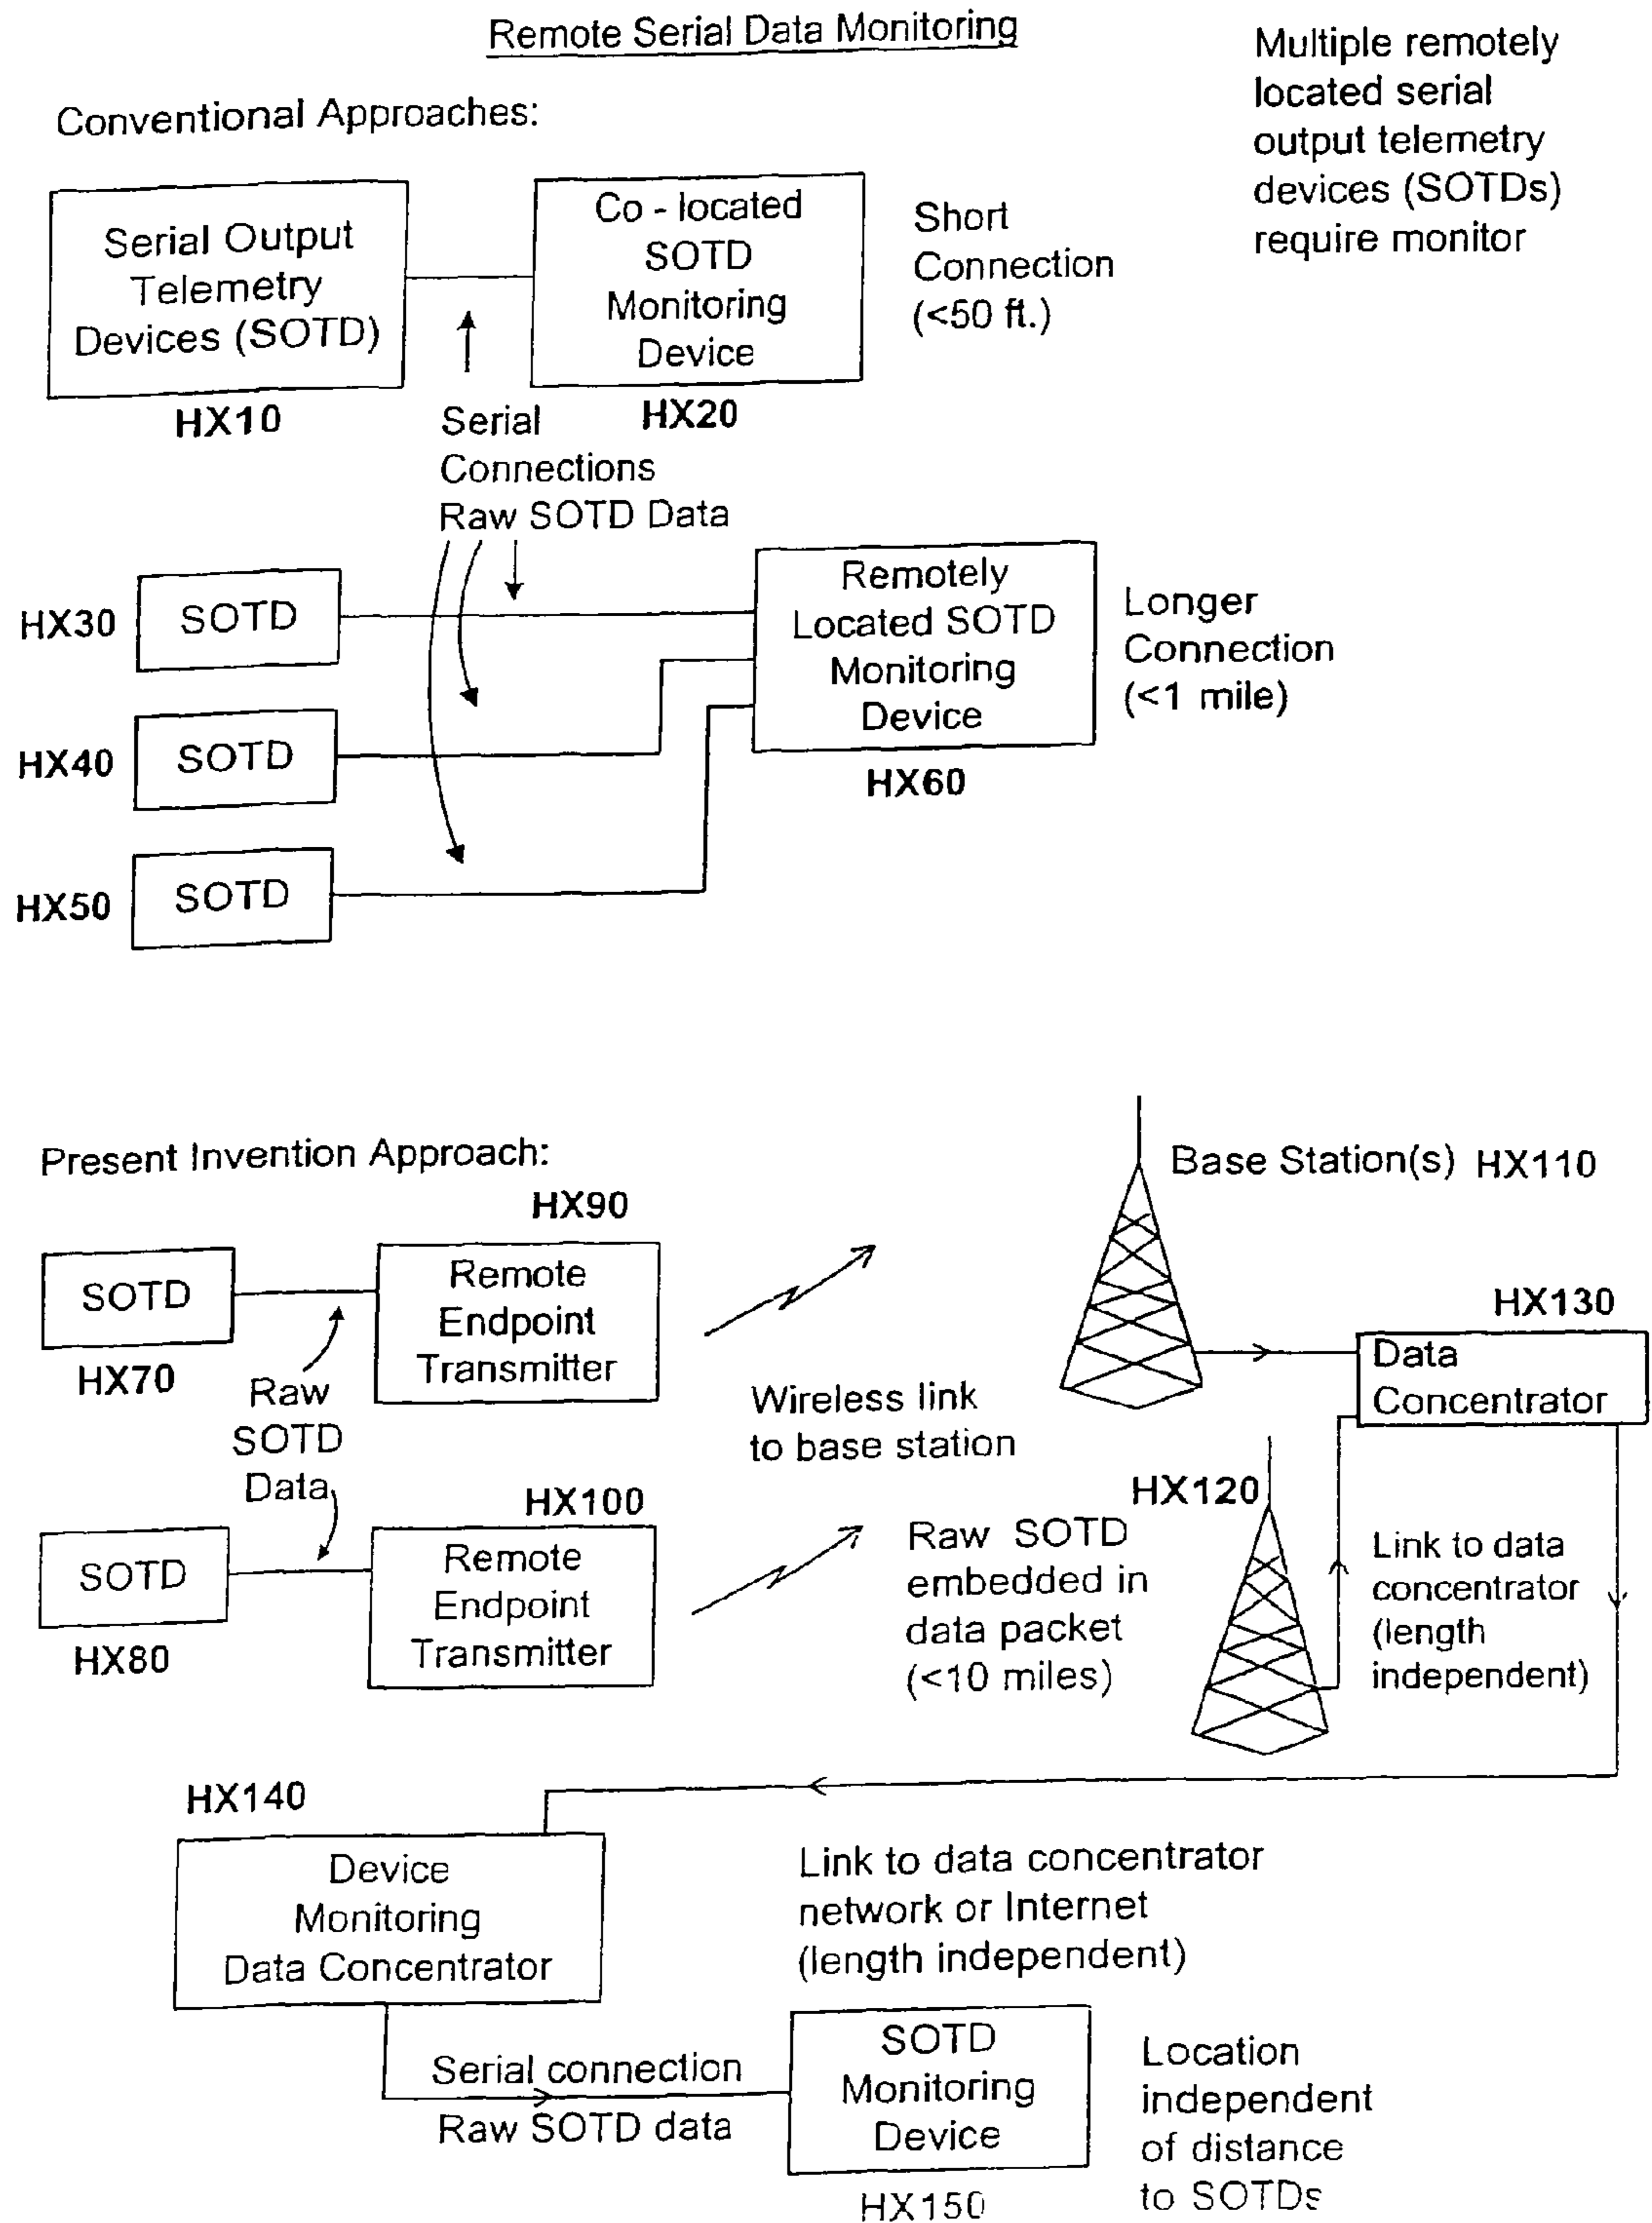 Remote Serial Data Monitoring
Multiple remotely
located serial
output telemetry
devices (SOTDs)
require monitor
Conventional Approaches:
Serial Output
Telemetry
Devices (SOTD)
HX10
Co - located
SOTD
Monitoring
Device
HX20
Short
Connection
(<50 ft.)
Serial
Connections
Raw SOTD Data
HX30
SOTD
HX40
SOTD
HX50
SOTD
Remotely
Located SOTD
Monitoring
Device
HX60
Longer
Connection
(<1 mile)
Present Invention Approach:
Base Station(s) HX110
HX90
SOTD
HX70
Remote
Endpoint
Transmitter
Raw
SOTD
Data
Wireless link
to base station
HX130
Data
Concentrator
HX100
SOTD
HX80
Remote
Endpoint
Transmitter
Raw SOTD
embedded in
data packet
(<10 miles)
HX120
Link to data
concentrator
(length
independent)
HX140
Device
Monitoring
Data Concentrator
Link to data concentrator
network or Internet
(length independent)
Serial connection
Raw SOTD data
SOTD
Monitoring
Device
HX150
Location
independent
of distance
to SOTDs